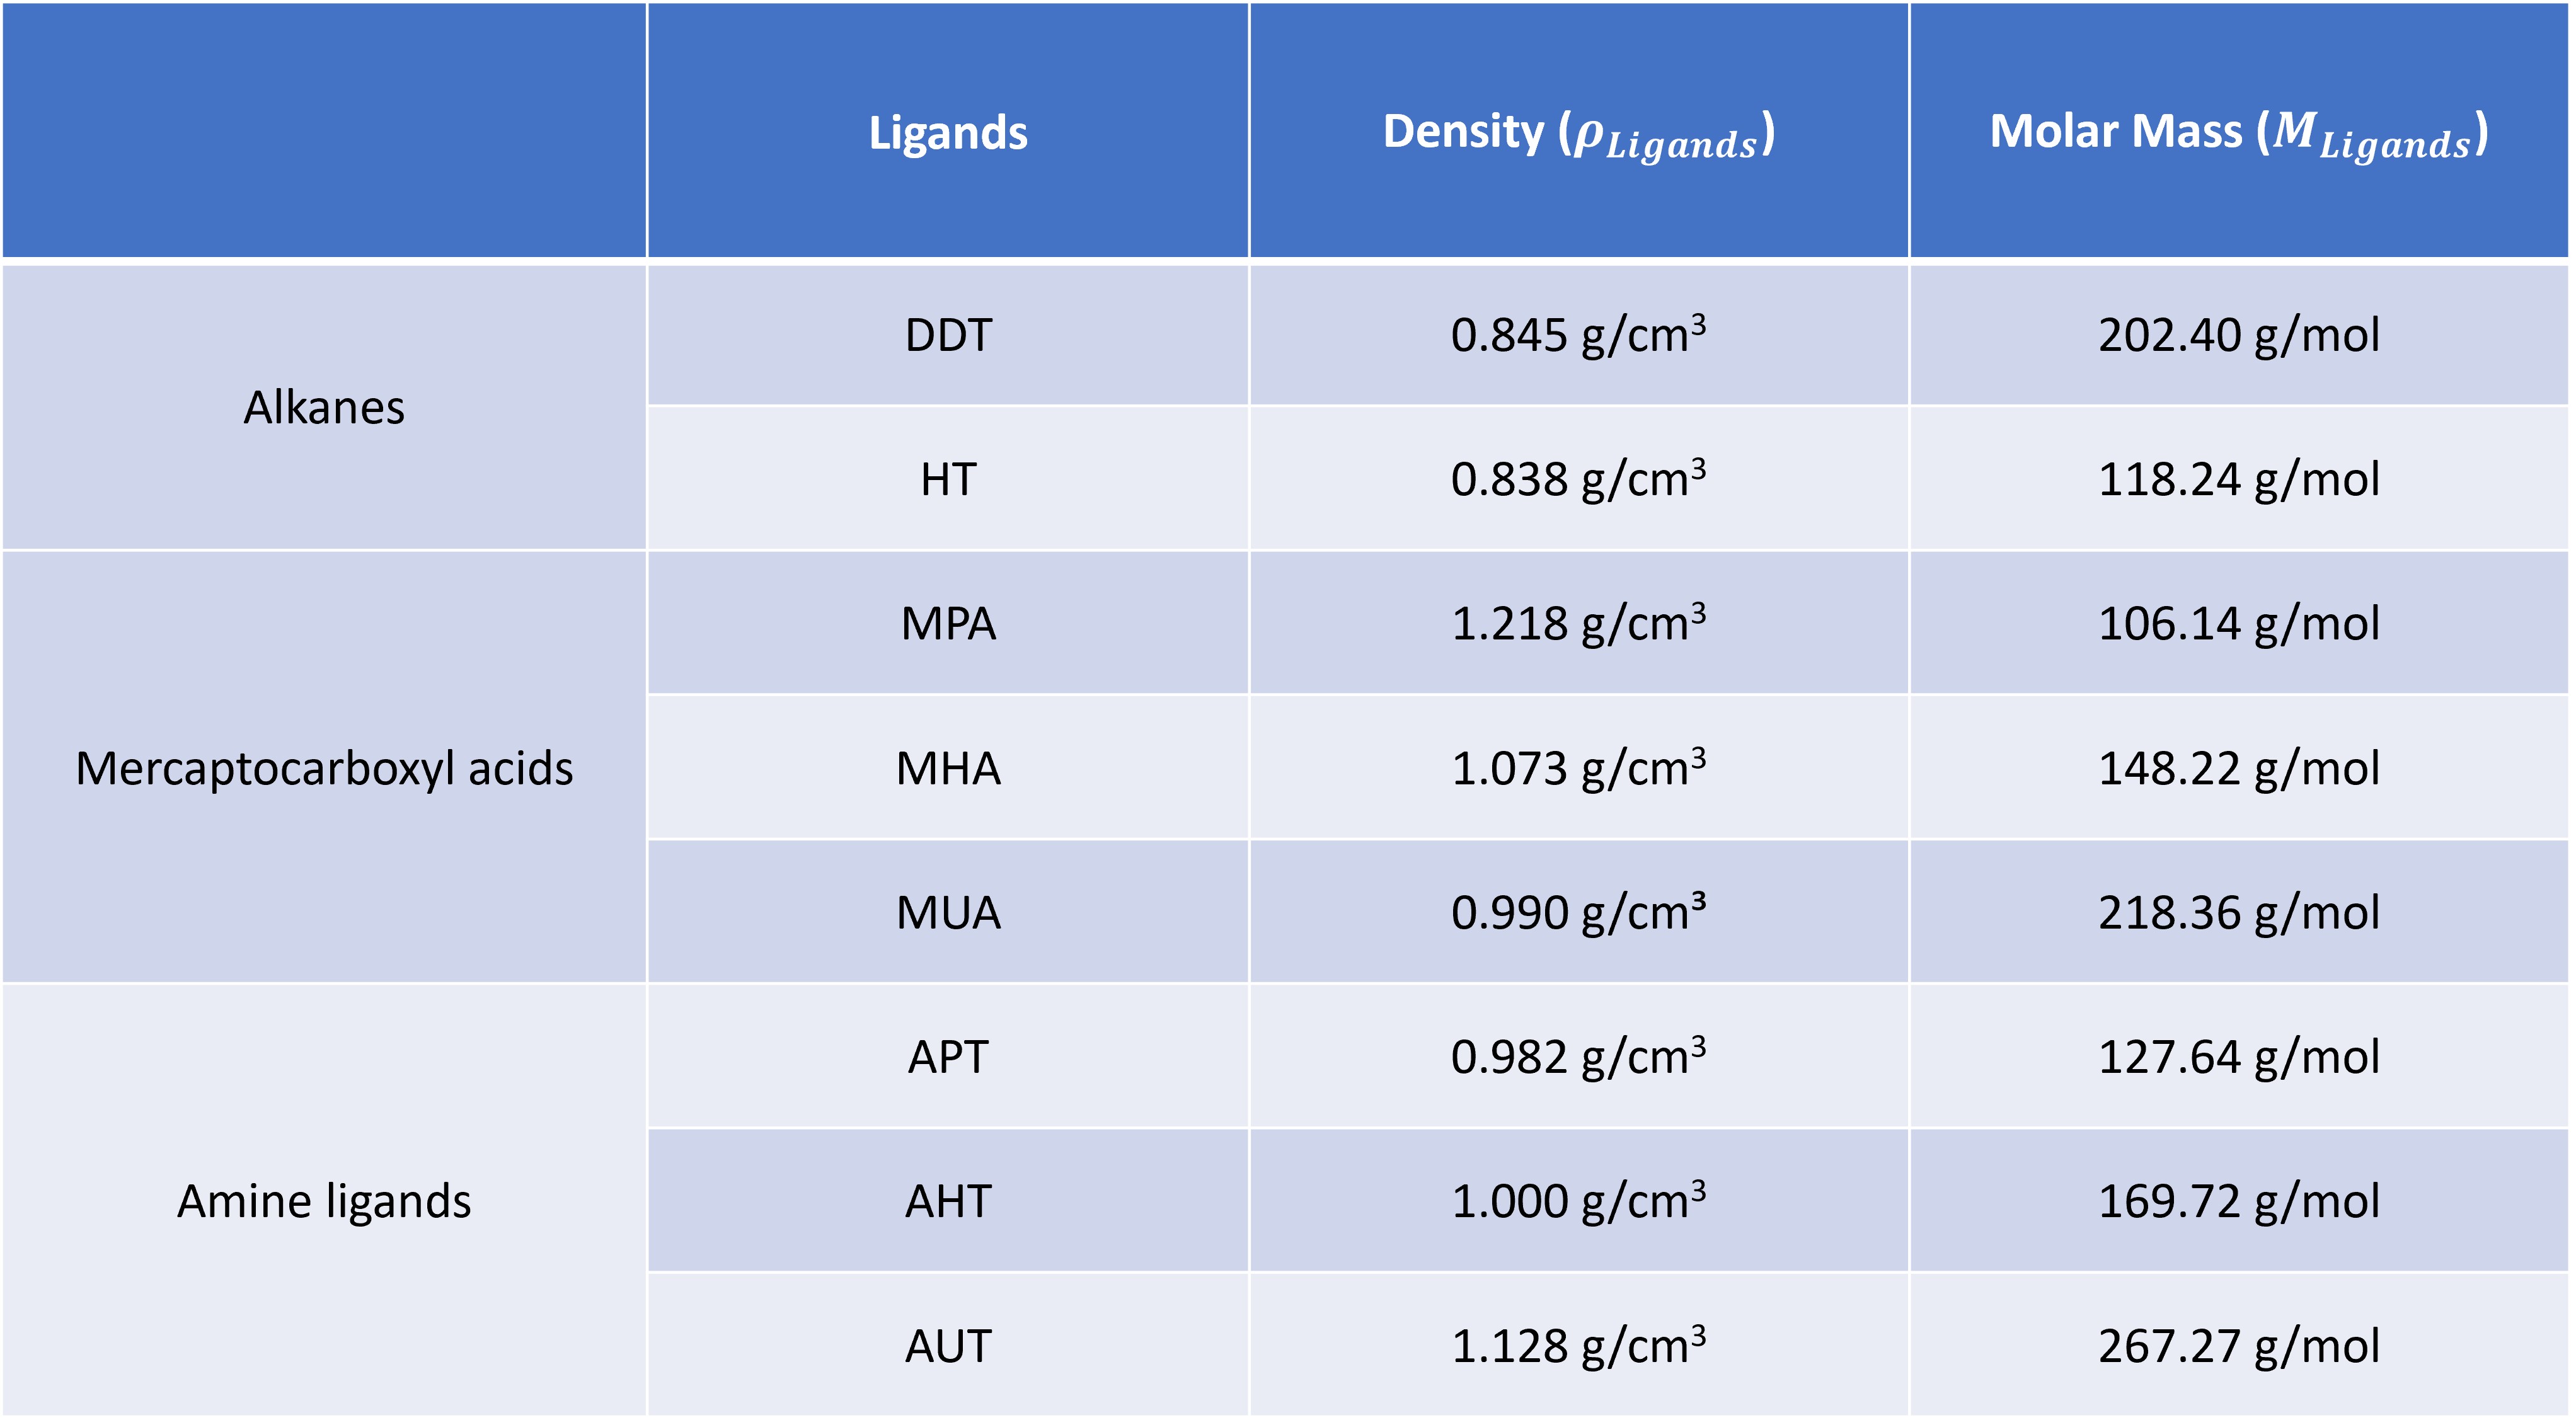 Ligands Density (ρ_Ligands) Molar Mass (M_Ligands)
Alkanes
DDT 0.845 g/cm³ 202.40 g/mol
HT 0.838 g/cm³ 118.24 g/mol
Mercaptocarboxyl acids
MPA 1.218 g/cm³ 106.14 g/mol
MHA 1.073 g/cm³ 148.22 g/mol
MUA 0.990 g/cm³ 218.36 g/mol
Amine ligands
APT 0.982 g/cm³ 127.64 g/mol
AHT 1.000 g/cm³ 169.72 g/mol
AUT 1.128 g/cm³ 267.27 g/mol